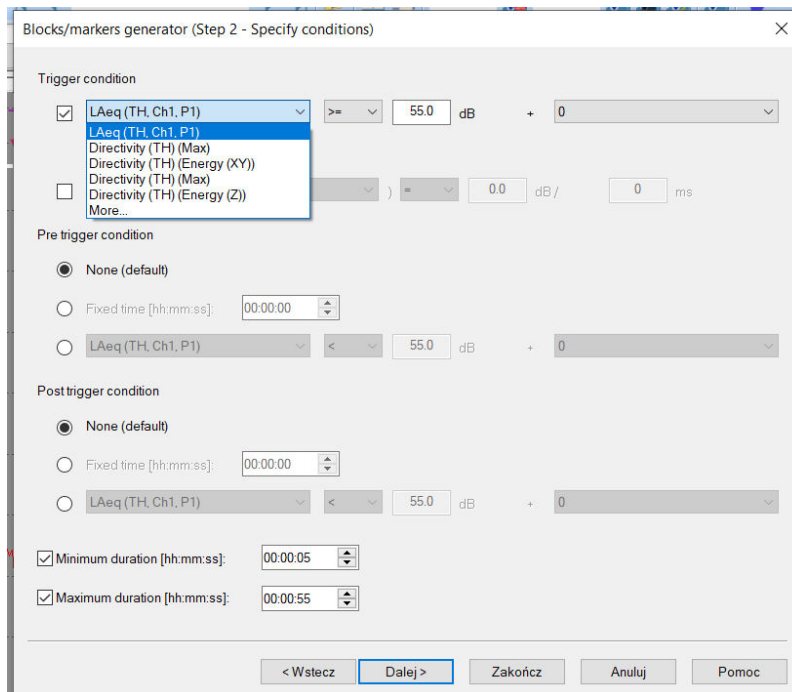 Blocks/markers generator (Step 2 - Specify conditions)
Trigger condition
LAeq (TH, Ch1, P1) >= 55.0 dB + 0
LAeq (TH, Ch1, P1)
Directivity (TH) (Max)
Directivity (TH) (Energy (XY))
Directivity (TH) (Max)
Directivity (TH) (Energy (Z))
More...
) = 0.0 dB / 0 ms
Pre trigger condition
None (default)
Fixed time [hh:mm:ss]: 00:00:00
LAeq (TH, Ch1, P1) < 55.0 dB + 0
Post trigger condition
None (default)
Fixed time [hh:mm:ss]: 00:00:00
LAeq (TH, Ch1, P1) < 55.0 dB + 0
Minimum duration [hh:mm:ss]: 00:00:05
Maximum duration [hh:mm:ss]: 00:00:55
< Wstecz Dalej > Zakończ Anuluj Pomoc